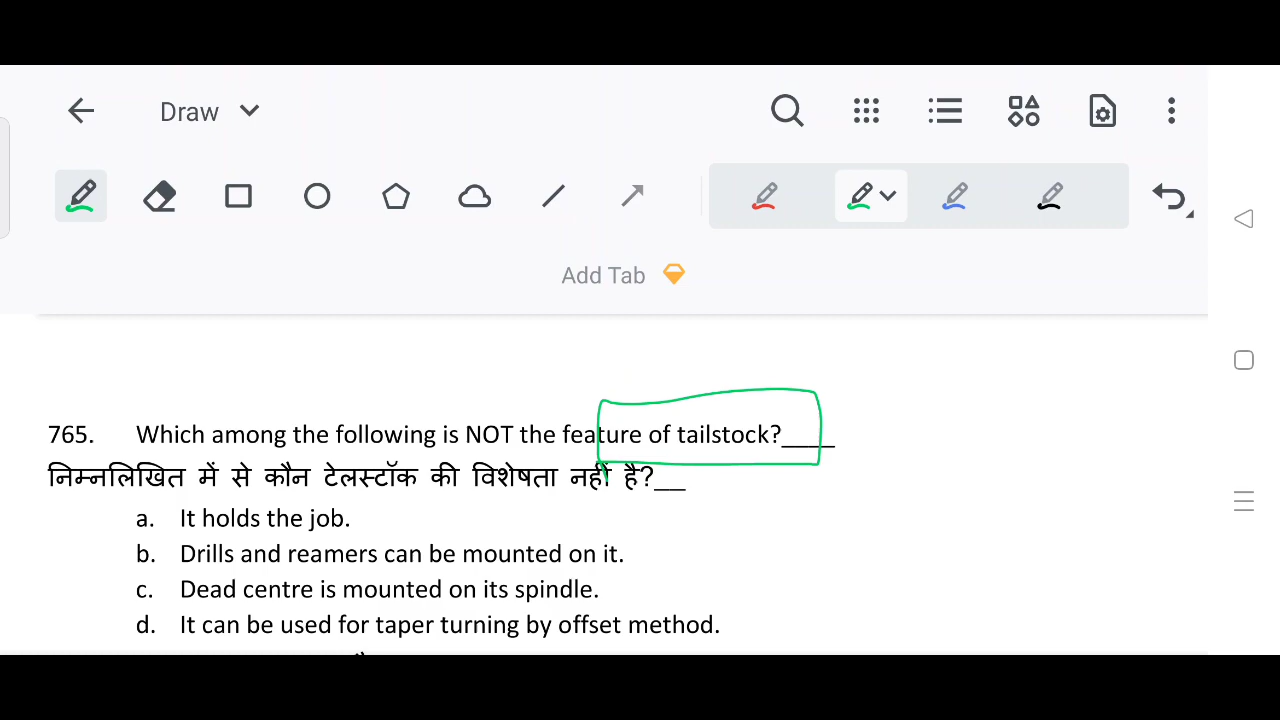 Draw
Add Tab
765. Which among the following is NOT the feature of tailstock?____
निम्नलिखित में से कौन टेलस्टॉक की विशेषता नहीं है?__
a. It holds the job.
b. Drills and reamers can be mounted on it.
c. Dead centre is mounted on its spindle.
d. It can be used for taper turning by offset method.